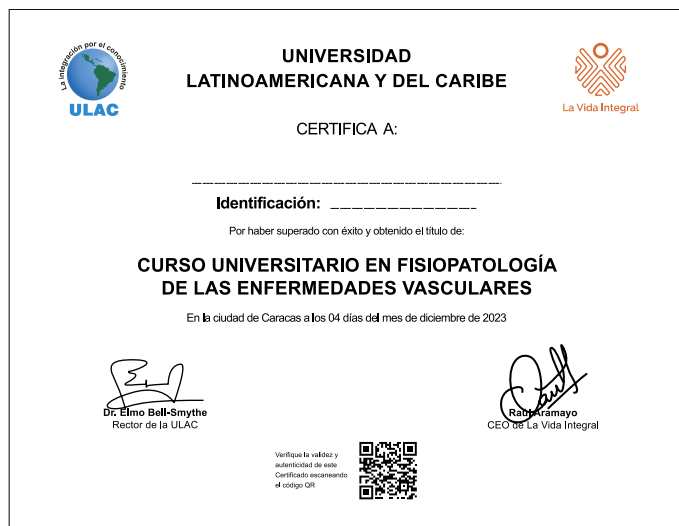 La integración por el conocimiento
ULAC
UNIVERSIDAD
LATINOAMERICANA Y DEL CARIBE
La Vida Integral
CERTIFICA A:
Identificación:
Por haber superado con éxito y obtenido el título de:
CURSO UNIVERSITARIO EN FISIOPATOLOGÍA
DE LAS ENFERMEDADES VASCULARES
En la ciudad de Caracas a los 04 días del mes de diciembre de 2023
Dr. Elmo Bell-Smythe
Rector de la ULAC
Raúl Aramayo
CEO de La Vida Integral
Verifique la validez y
autenticidad de este
Certificado escaneando
el código QR